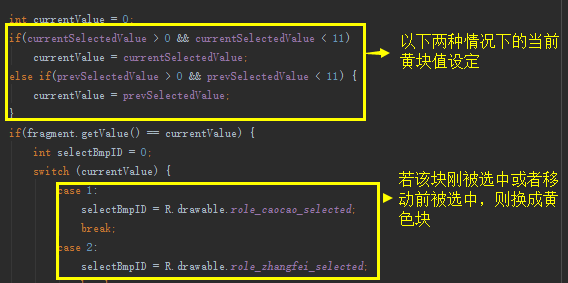 int currentValue = 0;
if(currentSelectedValue > 0 && currentSelectedValue < 11)
currentValue = currentSelectedValue;
else if(prevSelectedValue > 0 && prevSelectedValue < 11) {
currentValue = prevSelectedValue;
}
以下两种情况下的当前
黄块值设定
if(fragment.getValue() == currentValue) {
int selectBmpID = 0;
switch (currentValue) {
case 1:
selectBmpID = R.drawable.role_caocao_selected;
break;
case 2:
selectBmpID = R.drawable.role_zhangfei_selected;
若该块刚被选中或者移
动前被选中，则换成黄
色块